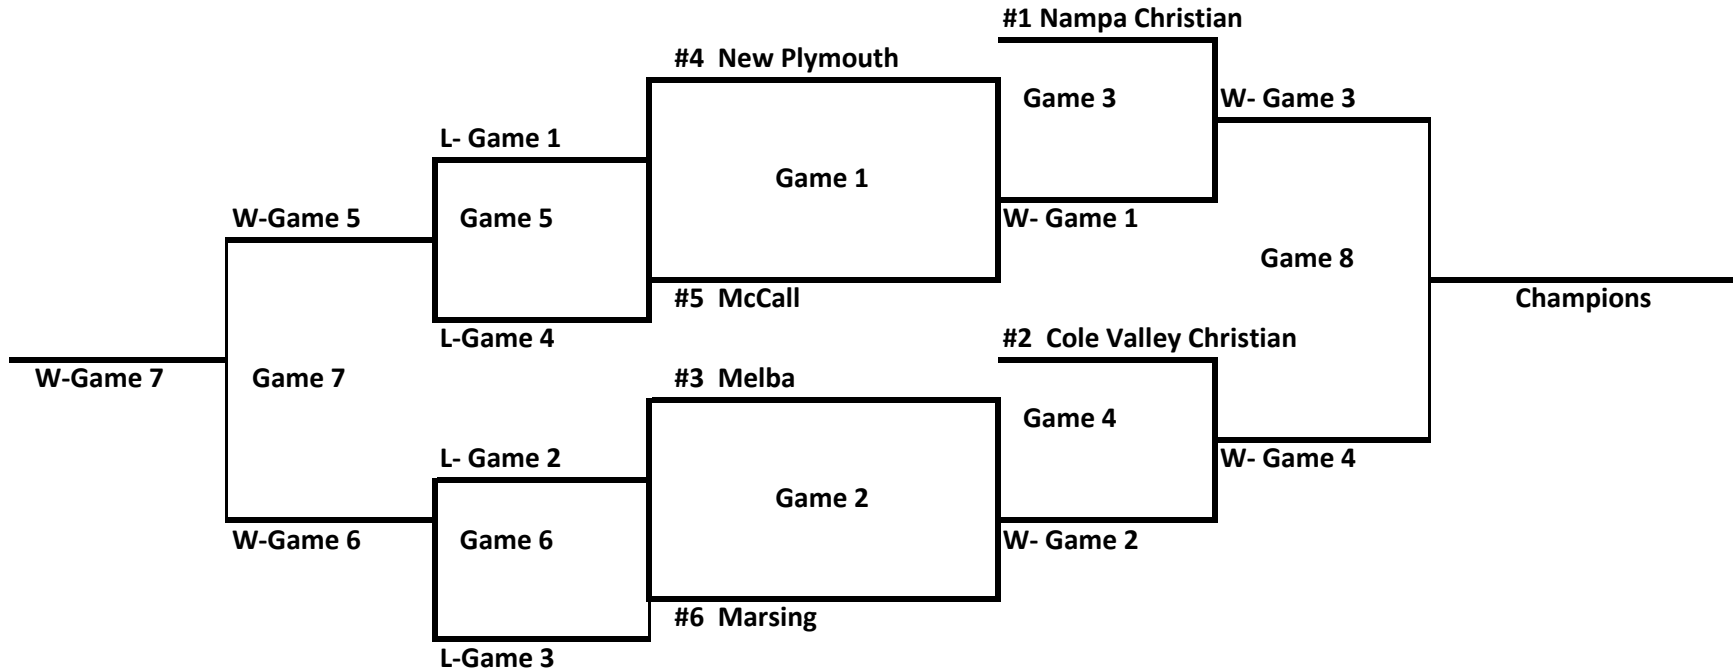 #1 Nampa Christian
#4  New Plymouth
Game 3
W- Game 3
L- Game 1
Game 1
W-Game 5
Game 5
W- Game 1
Game 8
#5  McCall
Champions
L-Game 4
#2  Cole Valley Christian
W-Game 7
Game 7
#3  Melba
Game 4
L- Game 2
W- Game 4
Game 2
W-Game 6
Game 6
W- Game 2
#6  Marsing
L-Game 3